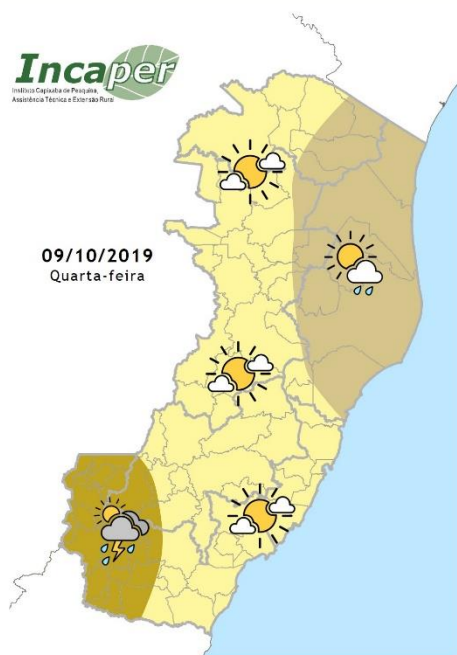 Incaper
Instituto Capixaba de Pesquisa,
Assistência Técnica e Extensão Rural
09/10/2019
Quarta-feira